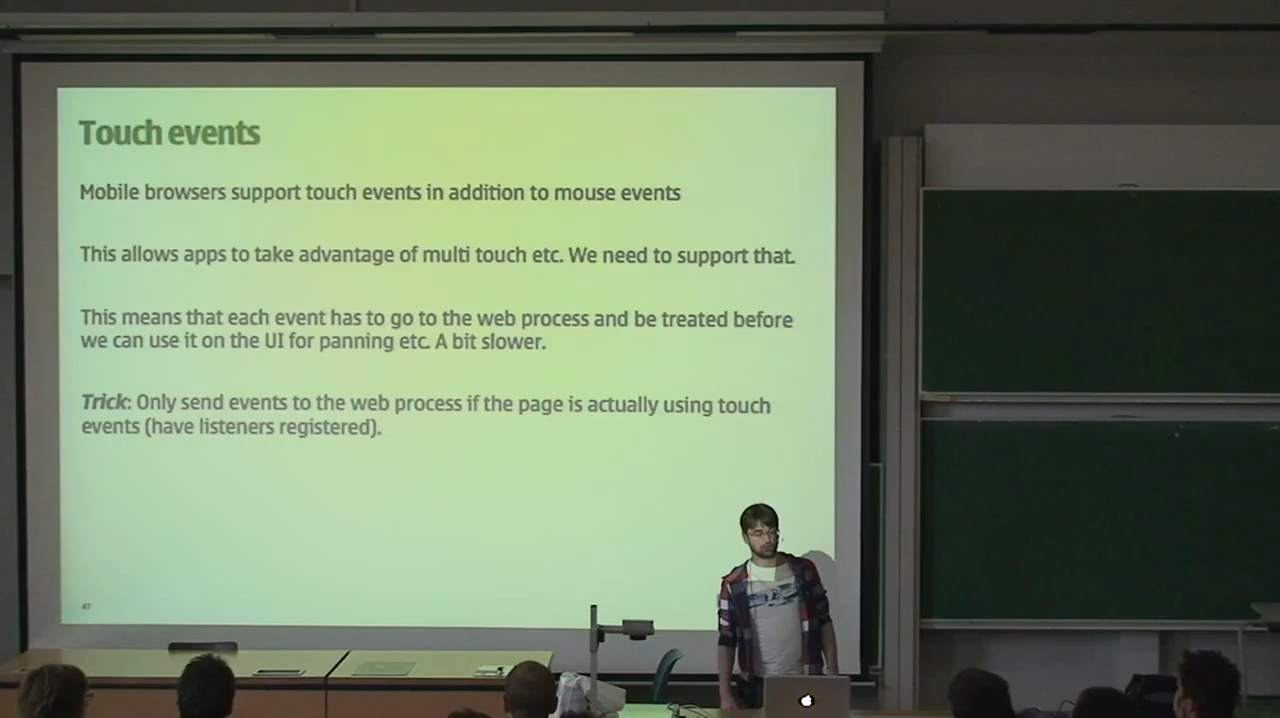 Touch events
Mobile browsers support touch events in addition to mouse events
This allows apps to take advantage of multi touch etc. We need to support that.
This means that each event has to go to the web process and be treated before
we can use it on the UI for panning etc. A bit slower.
Trick: Only send events to the web process if the page is actually using touch
events (have listeners registered).
47